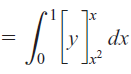 = ∫₀¹ [y]ₓ₂ˣ dx